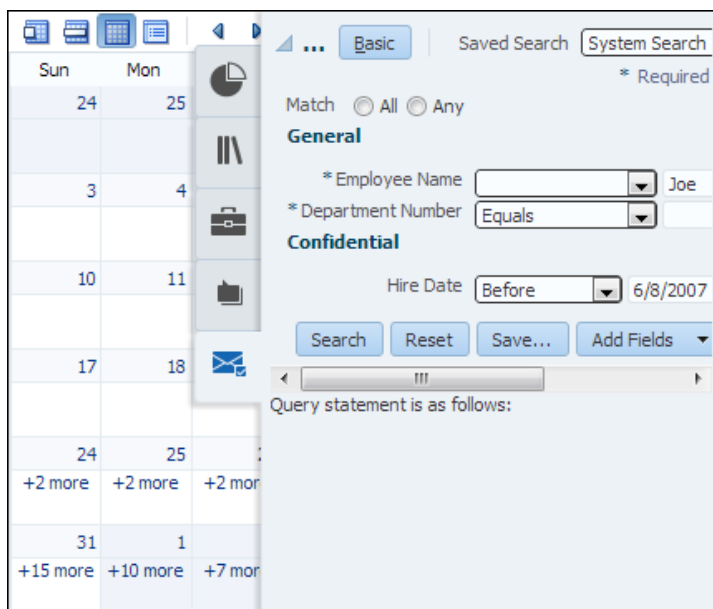 Sun Mon
24 25
3 4
10 11
17 18
24 25
+2 more +2 more +2 mor
31 1
+15 more +10 more +7 mor
... Basic Saved Search System Search
* Required
Match All Any
General
* Employee Name Joe
* Department Number Equals
Confidential
Hire Date Before 6/8/2007
Search Reset Save... Add Fields
Query statement is as follows: